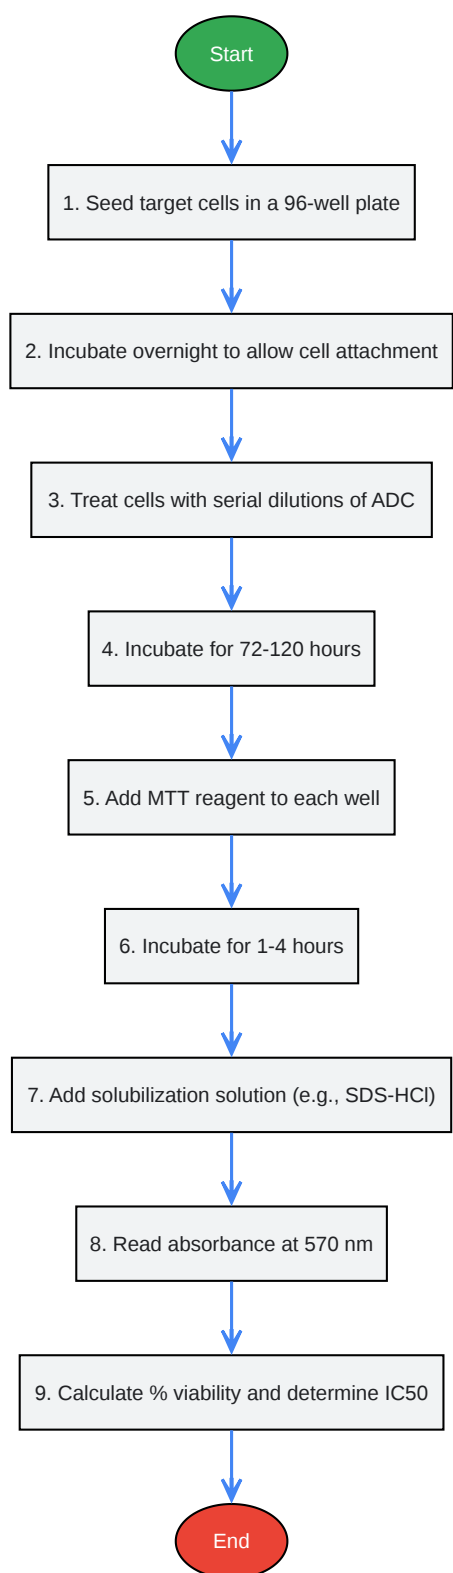 Start
1. Seed target cells in a 96-well plate
2. Incubate overnight to allow cell attachment
3. Treat cells with serial dilutions of ADC
4. Incubate for 72-120 hours
5. Add MTT reagent to each well
6. Incubate for 1-4 hours
7. Add solubilization solution (e.g., SDS-HCl)
8. Read absorbance at 570 nm
9. Calculate % viability and determine IC50
End